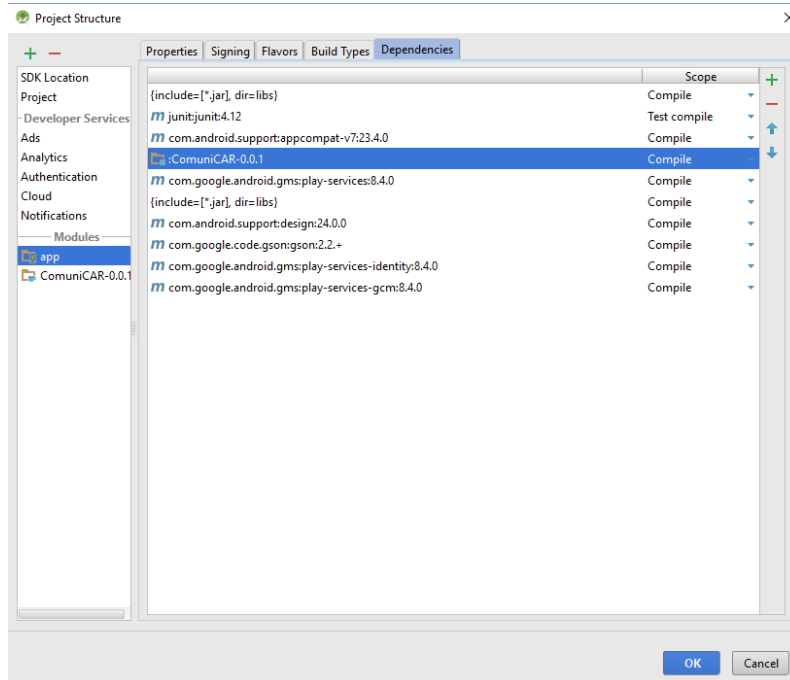 Project Structure
Properties Signing Flavors Build Types Dependencies
SDK Location
Project
Developer Services
Ads
Analytics
Authentication
Cloud
Notifications
Modules
app
ComuniCAR-0.0.1
Scope
{include=[*.jar], dir=libs} Compile
m junit:junit:4.12 Test compile
m com.android.support:appcompat-v7:23.4.0 Compile
:ComuniCAR-0.0.1 Compile
m com.google.android.gms:play-services:8.4.0 Compile
{include=[*.jar], dir=libs} Compile
m com.android.support:design:24.0.0 Compile
m com.google.code.gson:gson:2.2.+ Compile
m com.google.android.gms:play-services-identity:8.4.0 Compile
m com.google.android.gms:play-services-gcm:8.4.0 Compile
OK Cancel